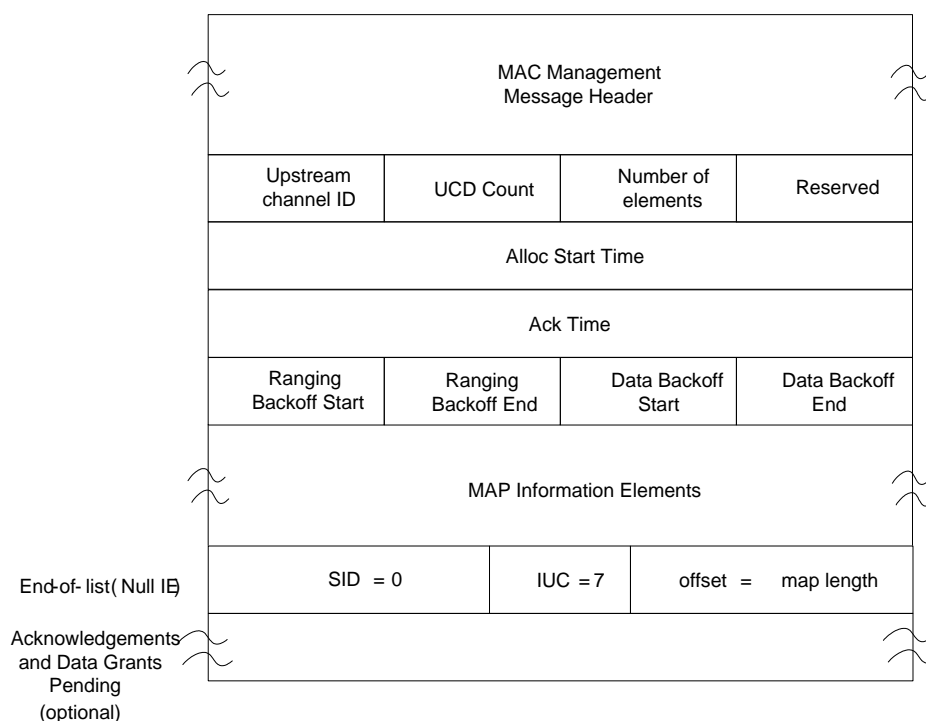 MAC Management
Message Header
Upstream
channel ID
UCD Count
Number of
elements
Reserved
Alloc Start Time
Ack Time
Ranging
Backoff Start
Ranging
Backoff End
Data Backoff
Start
Data Backoff
End
MAP Information Elements
End-of-list( Null IE)
SID = 0
IUC = 7
offset = map length
Acknowledgements
and Data Grants
Pending
(optional)